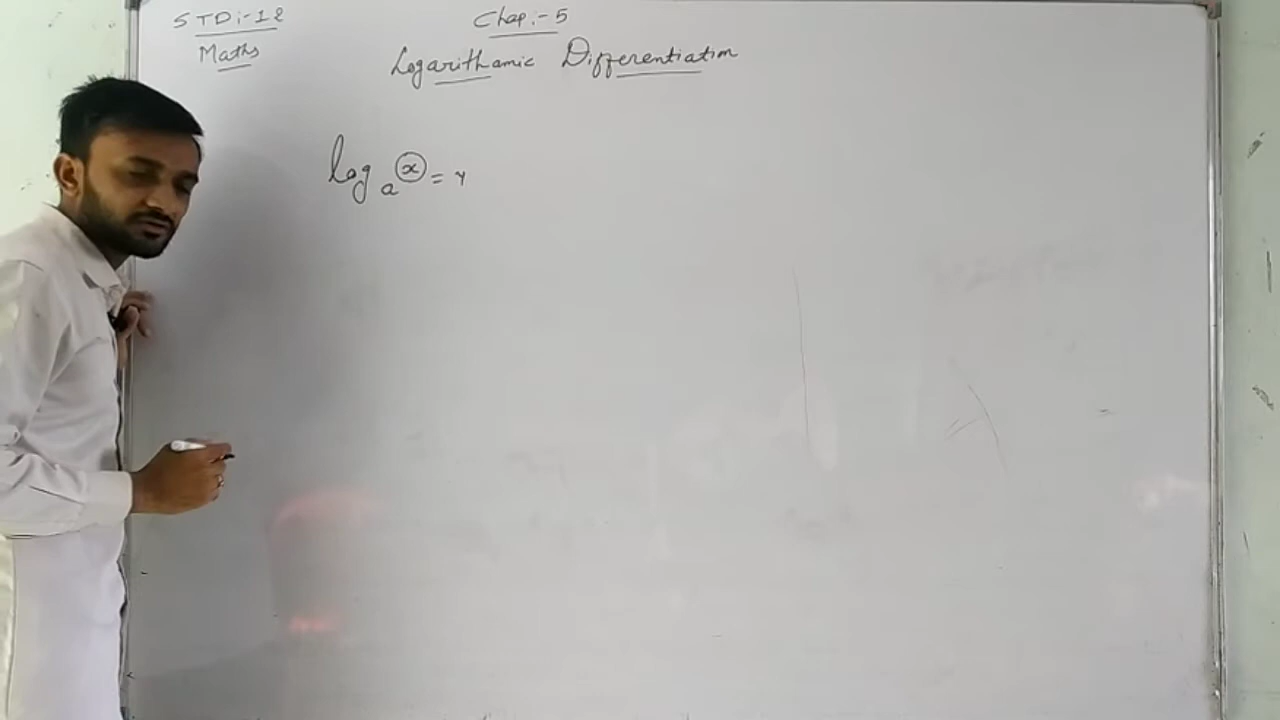 STD:-12
Chap:-5
Maths
Logarithamic Differentiation
log a x = y